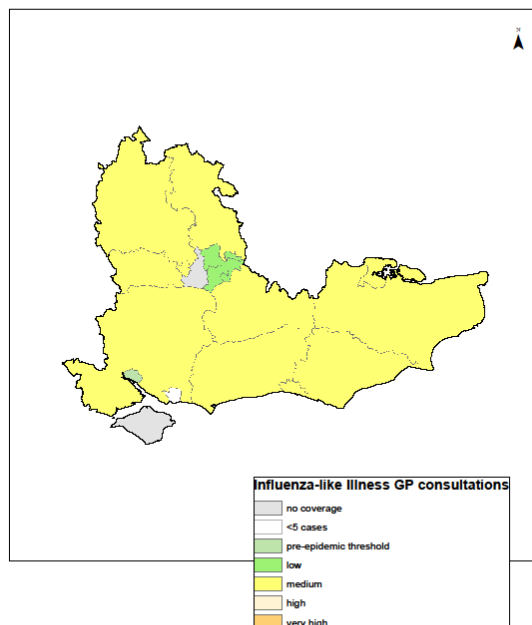 N
Influenza-like Illness GP consultations
no coverage
<5 cases
pre-epidemic threshold
low
medium
high
very high